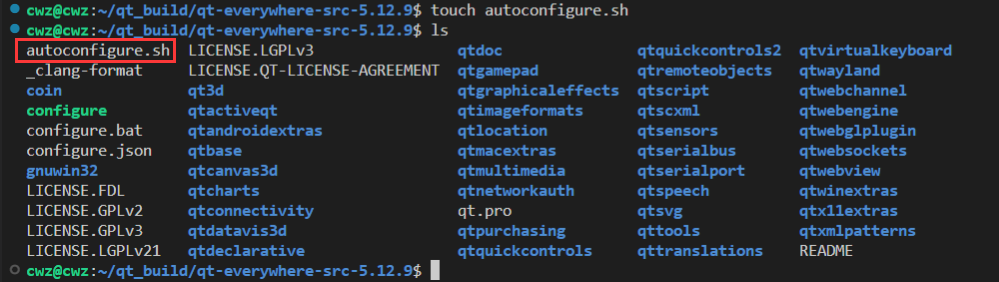 cwz@cwz:~/qt_build/qt-everywhere-src-5.12.9$ touch autoconfigure.sh
cwz@cwz:~/qt_build/qt-everywhere-src-5.12.9$ ls
autoconfigure.sh LICENSE.LGPLv3 qtdoc qtquickcontrols2 qtvirtualkeyboard
_clang-format LICENSE.QT-LICENSE-AGREEMENT qtgamepad qtremoteobjects qtwayland
coin qt3d qtgraphicaleffects qtscript qtwebchannel
configure qtactiveqt qtimageformats qtscxml qtwebengine
configure.bat qtandroidextras qtlocation qtsensors qtwebglplugin
configure.json qtbase qtmacextras qtserialbus qtwebsockets
gnuwin32 qtcanvas3d qtmultimedia qtserialport qtwebview
LICENSE.FDL qtcharts qtnetworkauth qtspeech qtwinextras
LICENSE.GPLv2 qtconnectivity qt.pro qtsvg qtx11extras
LICENSE.GPLv3 qtdatavis3d qtpurchasing qttools qtxmlpatterns
LICENSE.LGPLv21 qtdeclarative qtquickcontrols qttranslations README
cwz@cwz:~/qt_build/qt-everywhere-src-5.12.9$